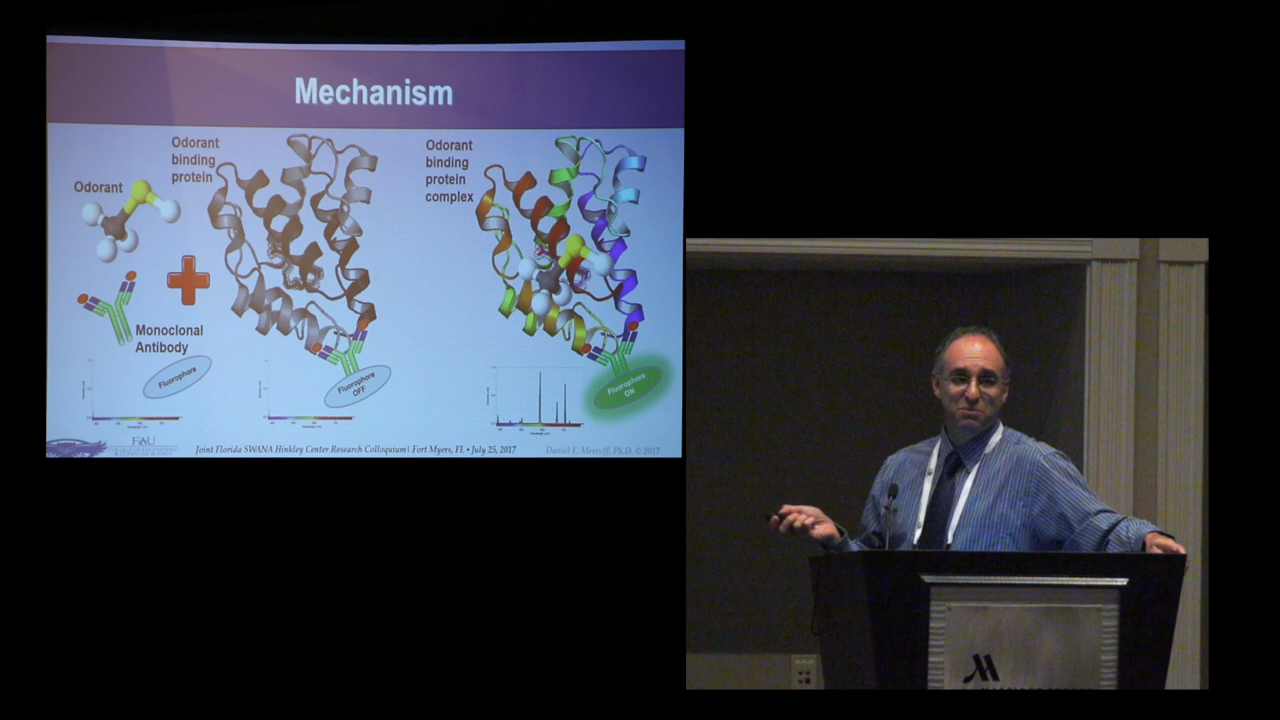 Mechanism
Odorant
binding
protein
Odorant
binding
protein
complex
Odorant
Monoclonal
Antibody
Fluorophore
Fluorophore
OFF
Fluorophore
ON
FAU
Joint Florida SWANA Hinkley Center Research Colloquium | Fort Myers, FL • July 25, 2017
Daniel E. Meeroff, Ph.D. © 2017